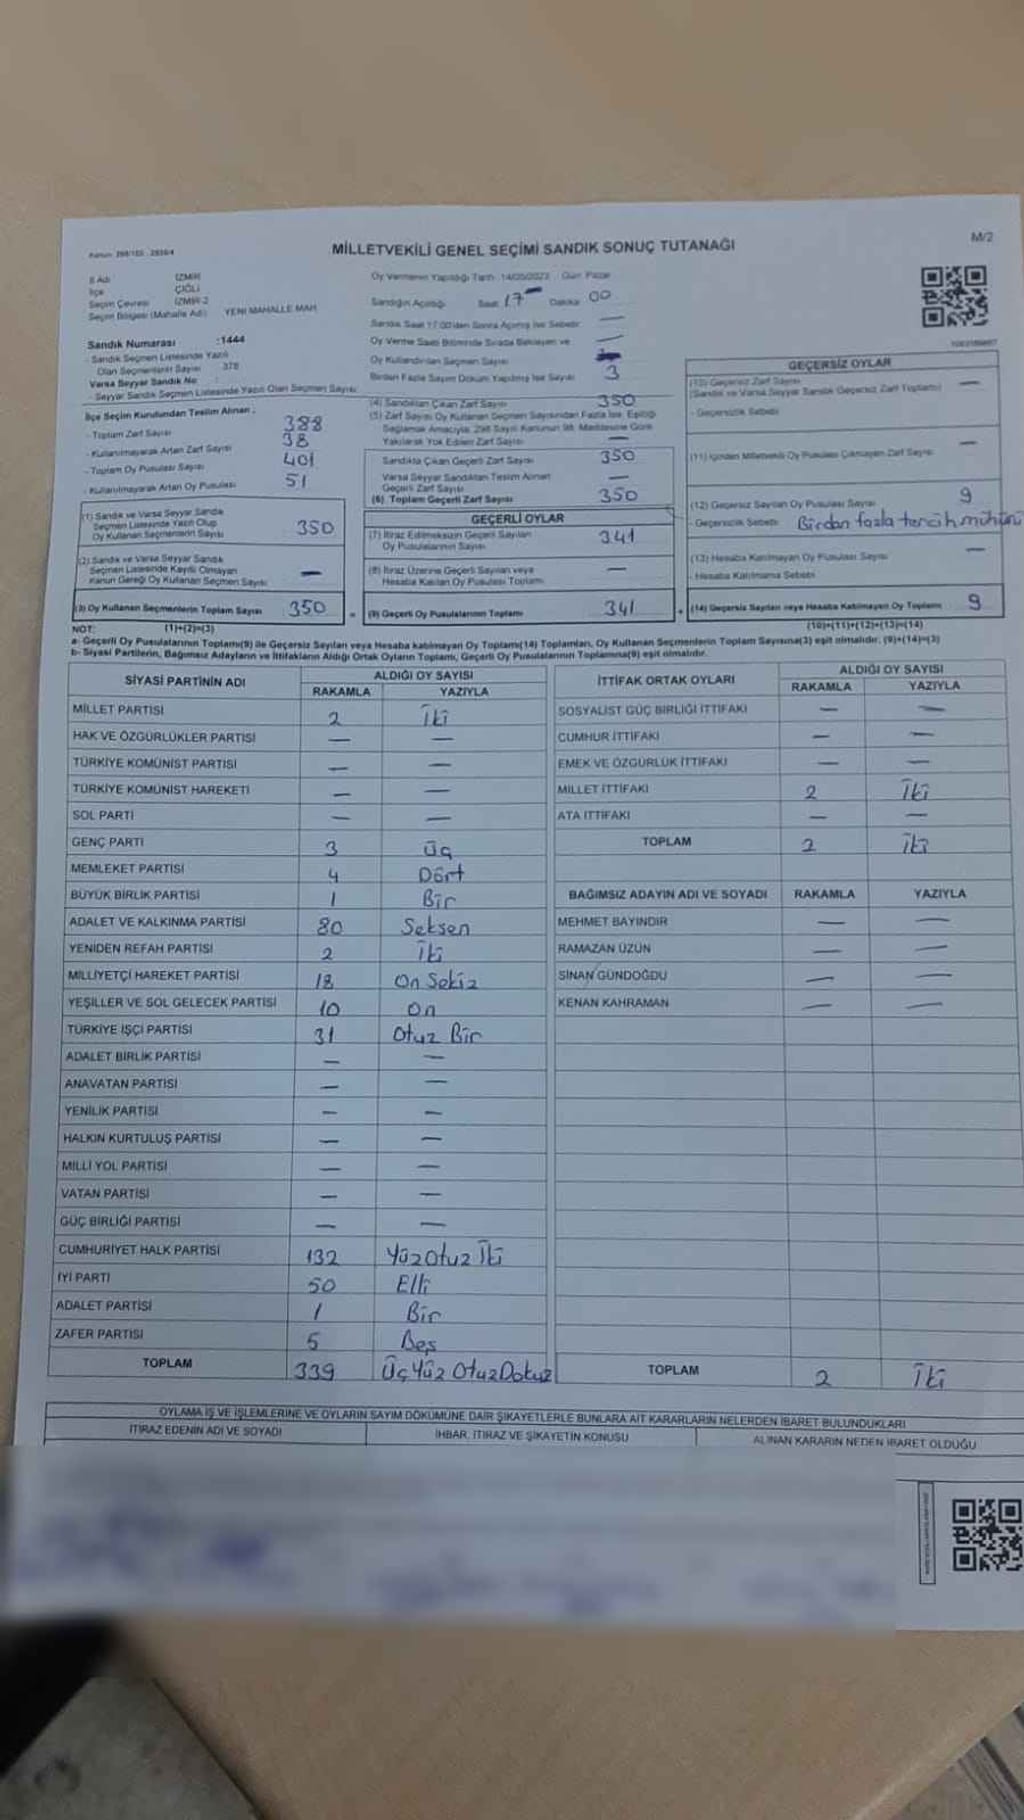 MİLLETVEKİLİ GENEL SEÇİMİ SANDIK SONUÇ TUTANAĞI
M/2
İl Adı İZMİR
İlçe ÇİĞLİ
Seçim Çevresi İZMİR-2
Seçim Bölgesi (Mahalle Adı) YENİ MAHALLE MAH.
Sandık Numarası :1444
- Sandık Seçmen Listesinde Yazılı
Olan Seçmenlerin Sayısı 378
Varsa Seyyar Sandık No :
- Seyyar Sandık Seçmen Listesinde Yazılı Olan Seçmen Sayısı
İlçe Seçim Kurulundan Teslim Alınan ;
- Toplam Zarf Sayısı 388
- Kullanılmayarak Artan Zarf Sayısı 38
- Toplam Oy Pusulası Sayısı 401
- Kullanılmayarak Artan Oy Pusulası 51
(1) Sandık ve Varsa Seyyar Sandık
Seçmen Listesinde Yazılı Olup
Oy Kullanan Seçmenlerin Sayısı 350
(2) Sandık ve Varsa Seyyar Sandık
Seçmen Listesinde Kayıtlı Olmayan
Kanun Gereği Oy Kullanan Seçmen Sayısı —
(3) Oy Kullanan Seçmenlerin Toplam Sayısı 350
Oy Vermenin Yapıldığı Tarih :14/05/2023 Gün :Pazar
Sandığın Açılışı Saat 17 Dakika 00
Sandık Saat 17:00'den Sonra Açılmış İse Sebebi —
Oy Verme Saati Bitiminde Sırada Bekleyen ve —
Oy Kullandırılan Seçmen Sayısı
Birden Fazla Sayım Döküm Yapılmış İse Sayısı 3
(4) Sandıktan Çıkan Zarf Sayısı 350
(5) Zarf Sayısı Oy Kullanan Seçmen Sayısından Fazla İse, Eşitliği
Sağlamak Amacıyla, 298 Sayılı Kanunun 98. Maddesine Göre
Yakılarak Yok Edilen Zarf Sayısı —
Sandıkta Çıkan Geçerli Zarf Sayısı 350
Varsa Seyyar Sandıktan Teslim Alınan
Geçerli Zarf Sayısı —
(6) Toplam Geçerli Zarf Sayısı 350
GEÇERLİ OYLAR
(7) İtiraz Edilmeksizin Geçerli Sayılan
Oy Pusulalarının Sayısı 341
(8) İtiraz Üzerine Geçerli Sayılan veya
Hesaba Katılan Oy Pusulası Toplamı —
= (9) Geçerli Oy Pusulalarının Toplamı 341
GEÇERSİZ OYLAR
(10) Geçersiz Zarf Sayısı —
(Sandık ve Varsa Seyyar Sandık Geçersiz Zarf Toplamı)
- Geçersizlik Sebebi
(11) İçinden Milletvekili Oy Pusulası Çıkmayan Zarf Sayısı —
(12) Geçersiz Sayılan Oy Pusulası Sayısı 9
- Geçersizlik Sebebi Birdan fazla tercih mühürü
(13) Hesaba Katılmayan Oy Pusulası Sayısı —
- Hesaba Katılmama Sebebi
+ (14) Geçersiz Sayılan veya Hesaba Katılmayan Oy Toplamı 9
NOT: (1)+(2)=(3) (10)+(11)+(12)+(13)=(14)
a- Geçerli Oy Pusulalarının Toplamı(9) ile Geçersiz Sayılan veya Hesaba katılmayan Oy Toplamı(14) Toplamları, Oy Kullanan Seçmenlerin Toplam Sayısına(3) eşit olmalıdır. (9)+(14)=(3)
b- Siyasi Partilerin, Bağımsız Adayların ve İttifakların Aldığı Ortak Oyların Toplamı, Geçerli Oy Pusulalarının Toplamına(9) eşit olmalıdır.
SİYASİ PARTİNİN ADI ALDIĞI OY SAYISI
RAKAMLA YAZIYLA
MİLLET PARTİSİ 2 İki
HAK VE ÖZGÜRLÜKLER PARTİSİ — —
TÜRKİYE KOMÜNİST PARTİSİ — —
TÜRKİYE KOMÜNİST HAREKETİ — —
SOL PARTİ — —
GENÇ PARTİ 3 Üç
MEMLEKET PARTİSİ 4 Dört
BÜYÜK BİRLİK PARTİSİ 1 Bir
ADALET VE KALKINMA PARTİSİ 80 Seksen
YENİDEN REFAH PARTİSİ 2 İki
MİLLİYETÇİ HAREKET PARTİSİ 18 On Sekiz
YEŞİLLER VE SOL GELECEK PARTİSİ 10 On
TÜRKİYE İŞÇİ PARTİSİ 31 Otuz Bir
ADALET BİRLİK PARTİSİ — —
ANAVATAN PARTİSİ — —
YENİLİK PARTİSİ — —
HALKIN KURTULUŞ PARTİSİ — —
MİLLİ YOL PARTİSİ — —
VATAN PARTİSİ — —
GÜÇ BİRLİĞİ PARTİSİ — —
CUMHURİYET HALK PARTİSİ 132 Yüz Otuz İki
İYİ PARTİ 50 Elli
ADALET PARTİSİ 1 Bir
ZAFER PARTİSİ 5 Beş
TOPLAM 339 Üç Yüz Otuz Dokuz
İTTİFAK ORTAK OYLARI ALDIĞI OY SAYISI
RAKAMLA YAZIYLA
SOSYALİST GÜÇ BİRLİĞİ İTTİFAKI — —
CUMHUR İTTİFAKI — —
EMEK VE ÖZGÜRLÜK İTTİFAKI — —
MİLLET İTTİFAKI 2 İki
ATA İTTİFAKI — —
TOPLAM 2 İki
BAĞIMSIZ ADAYIN ADI VE SOYADI RAKAMLA YAZIYLA
MEHMET BAYINDIR — —
RAMAZAN UZUN — —
SİNAN GÜNDOĞDU — —
KENAN KAHRAMAN — —
TOPLAM 2 İki
OYLAMA İŞ VE İŞLEMLERİNE VE OYLARIN SAYIM DÖKÜMÜNE DAİR ŞİKAYETLERLE BUNLARA AİT KARARLARIN NELERDEN İBARET BULUNDUKLARI
İTİRAZ EDENİN ADI VE SOYADI İHBAR, İTİRAZ VE ŞİKAYETİN KONUSU ALINAN KARARIN NEDEN İBARET OLDUĞU